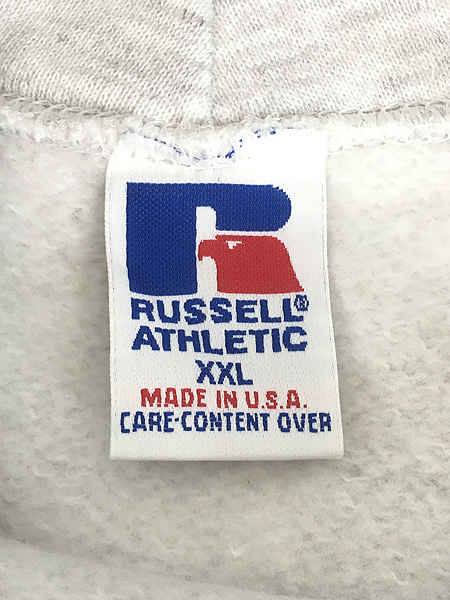 RUSSELL®
ATHLETIC
XXL
MADE IN U.S.A.
CARE-CONTENT OVER